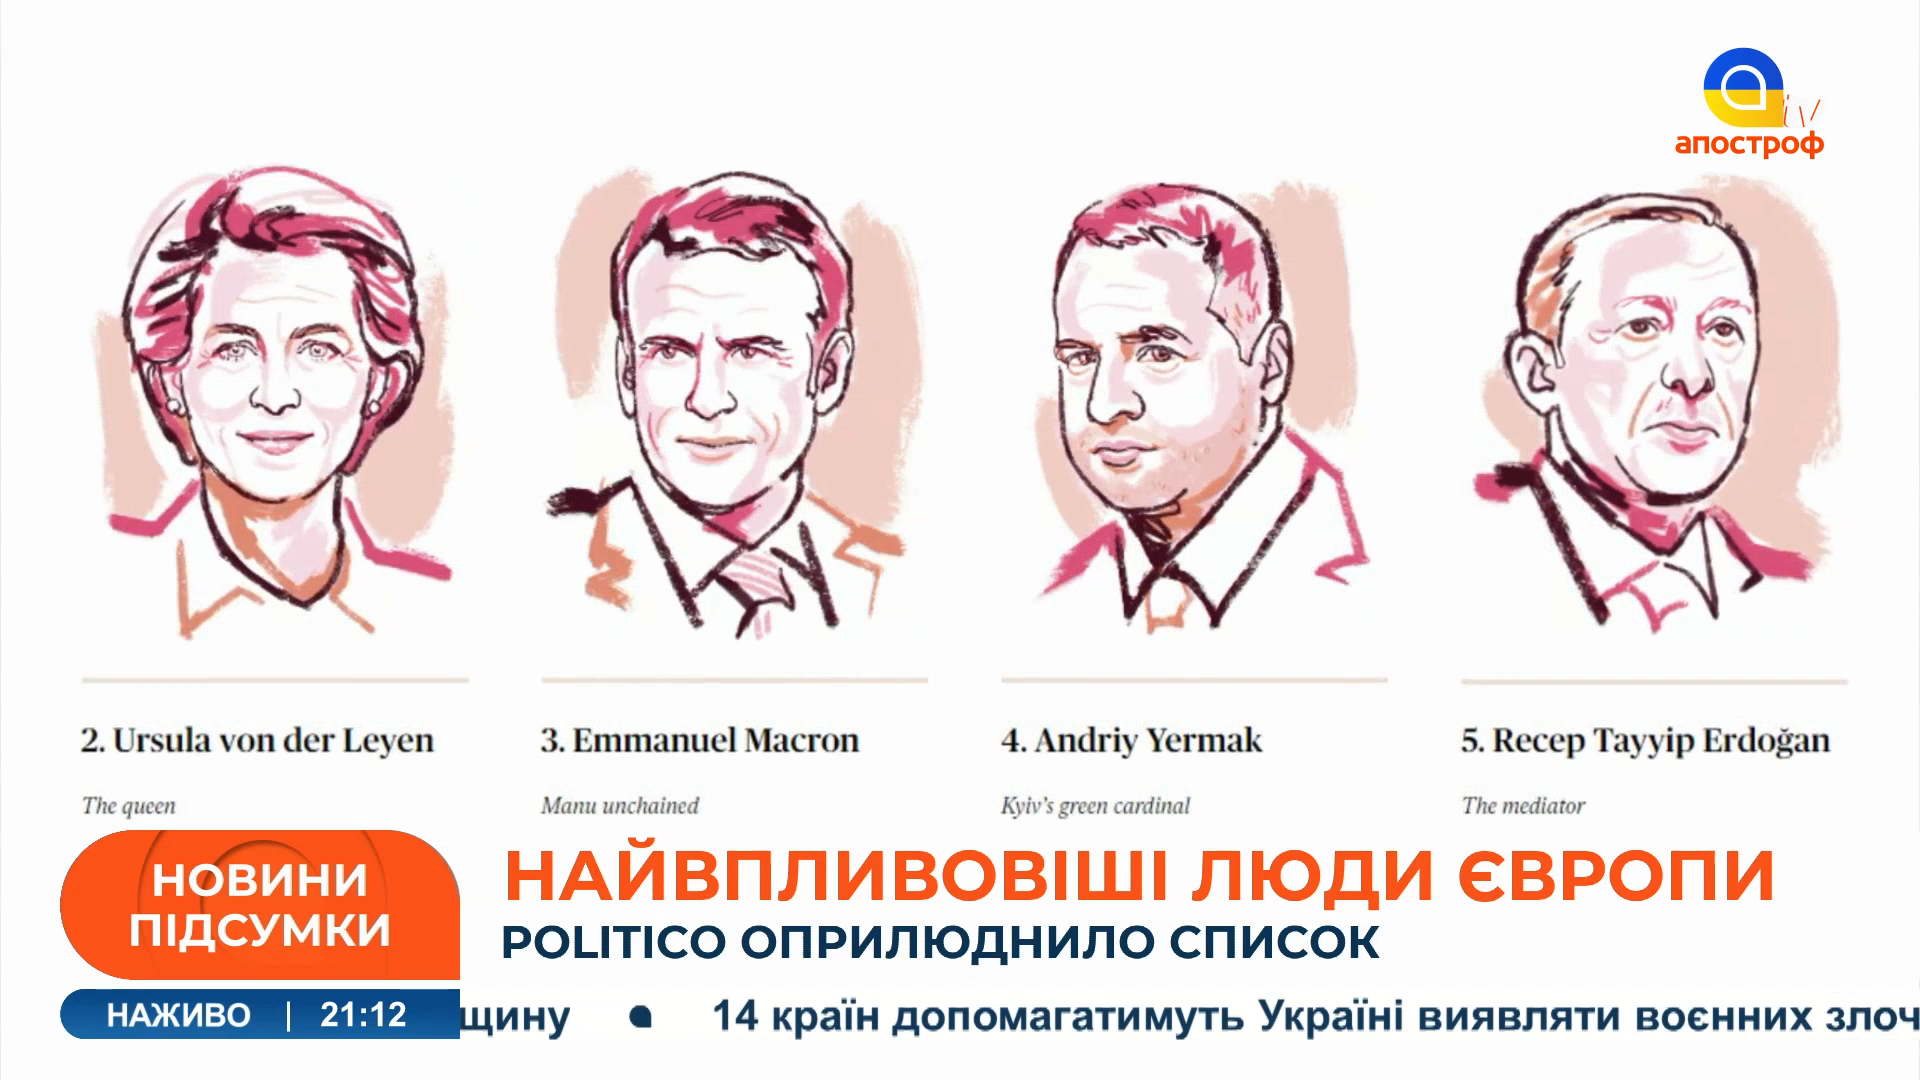 tv
апостроф
2. Ursula von der Leyen
The queen
3. Emmanuel Macron
Manu unchained
4. Andriy Yermak
Kyiv's green cardinal
5. Recep Tayyip Erdoğan
The mediator
НОВИНИ
ПІДСУМКИ
НАЙВПЛИВОВІШІ ЛЮДИ ЄВРОПИ
POLITICO ОПРИЛЮДНИЛО СПИСОК
НАЖИВО | 21:12
щину • 14 країн допомагатимуть Україні виявляти воєнних злоч